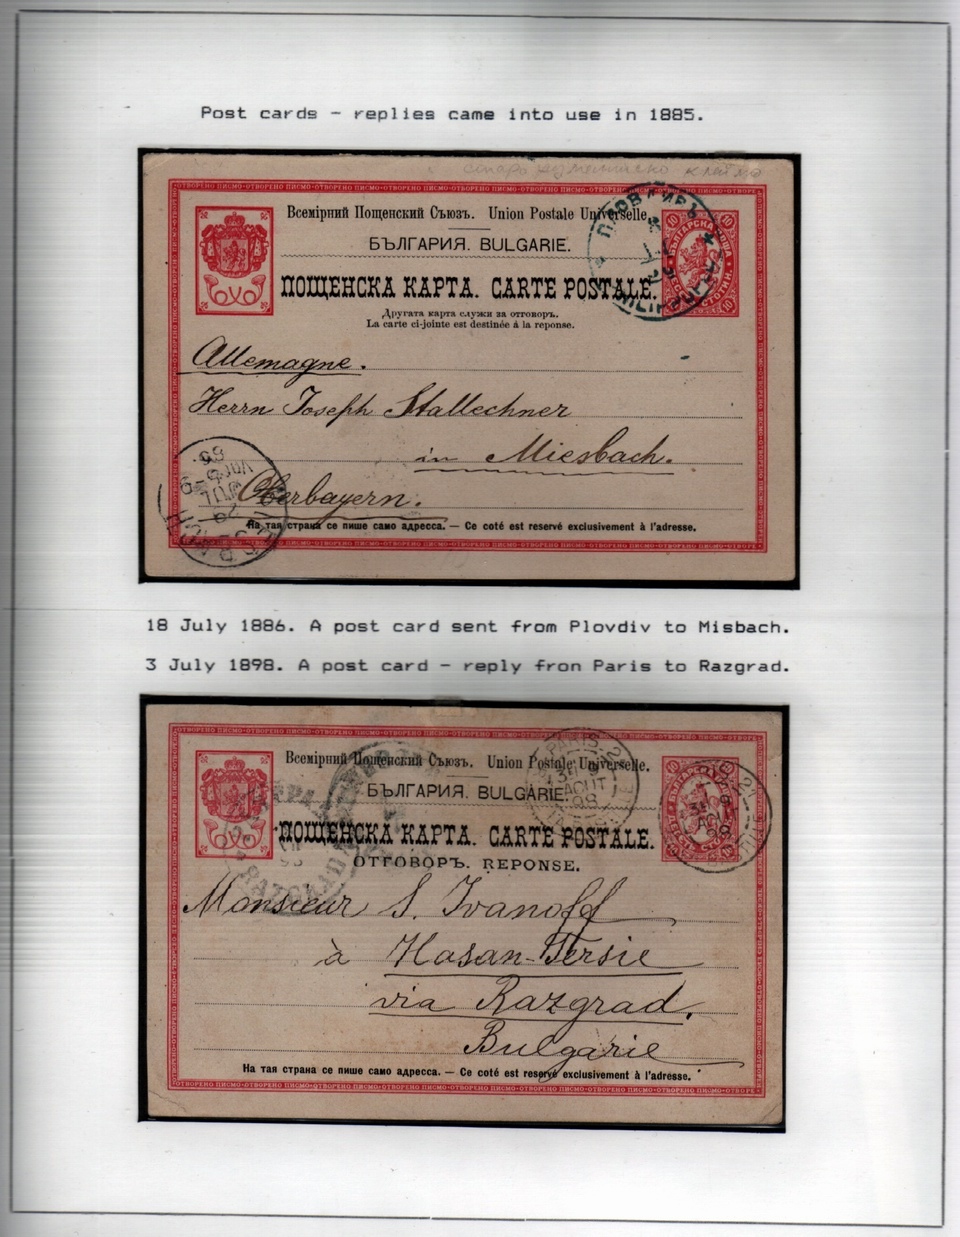 Post cards - replies came into use in 1885.
Всемірний Пощенский Съюзъ. Union Postale Universelle.
БЪЛГАРИЯ. BULGARIE.
ПОЩЕНСКА КАРТА. CARTE POSTALE.
Другата карта служи за отговоръ.
La carte ci-jointe est destinée à la reponse.
Allemagne.
Herrn Joseph Stallechner
in Miesbach.
Oberbayern.
На тая страна се пише само адресса. — Ce coté est reservé exclusivement à l'adresse.
18 July 1886. A post card sent from Plovdiv to Misbach.
3 July 1898. A post card - reply fron Paris to Razgrad.
Всемірний Пощенский Съюзъ. Union Postale Universelle.
БЪЛГАРИЯ. BULGARIE.
ПОЩЕНСКА КАРТА. CARTE POSTALE.
ОТГОВОРЪ. REPONSE.
Monsieur S. Ivanoff
à Hasan-Tersie
via Razgrad.
Bulgarie
На тая страна се пише само адресса. — Ce coté est reservé exclusivement à l'adresse.